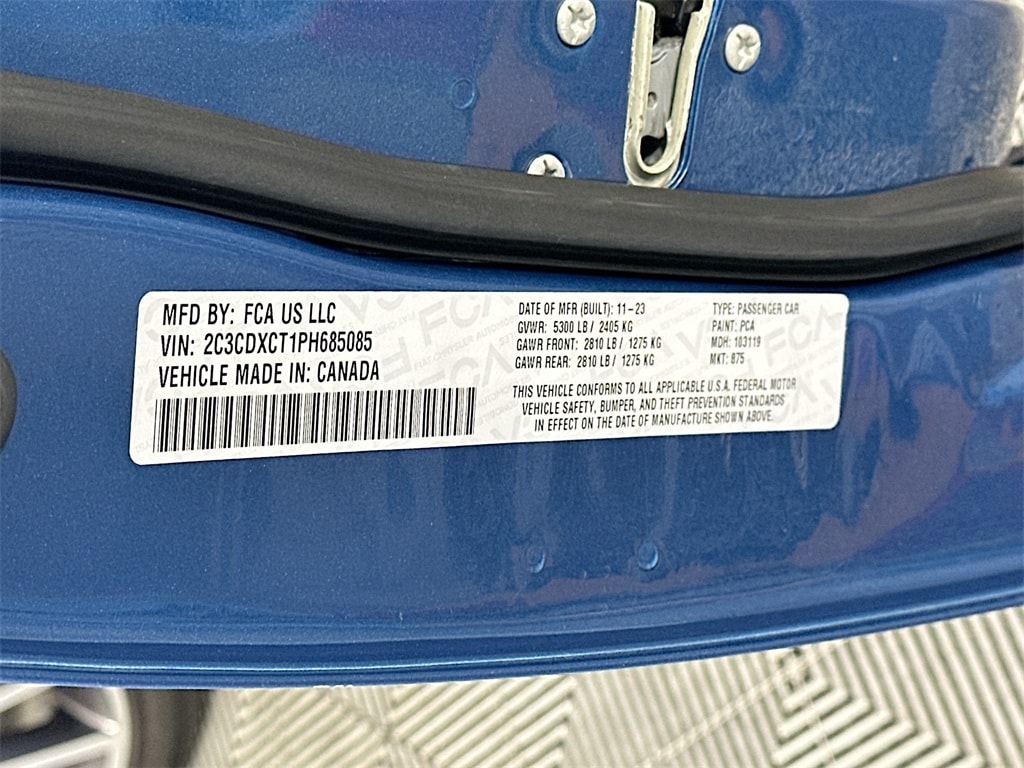 MFD BY: FCA US LLC
VIN: 2C3CDXCT1PH685085
VEHICLE MADE IN: CANADA
DATE OF MFR (BUILT): 11-23
GVWR: 5300 LB / 2405 KG
GAWR FRONT: 2810 LB / 1275 KG
GAWR REAR: 2810 LB / 1275 KG
TYPE: PASSENGER CAR
PAINT: PCA
MDH: 103119
MKT: 875
THIS VEHICLE CONFORMS TO ALL APPLICABLE U.S.A. FEDERAL MOTOR
VEHICLE SAFETY, BUMPER, AND THEFT PREVENTION STANDARDS
IN EFFECT ON THE DATE OF MANUFACTURE SHOWN ABOVE.